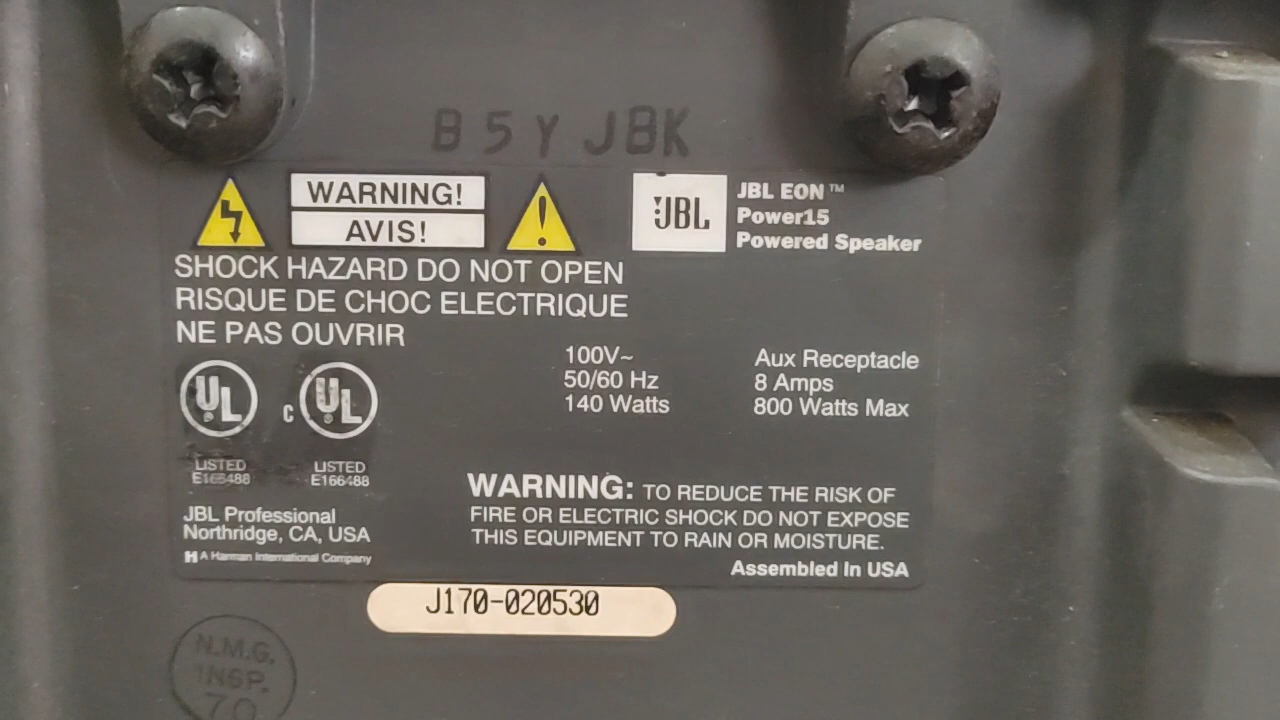 B 5 Y JBK
WARNING!
AVIS!
JBL
JBL EON™
Power15
Powered Speaker
SHOCK HAZARD DO NOT OPEN
RISQUE DE CHOC ELECTRIQUE
NE PAS OUVRIR
100V~
50/60 Hz
140 Watts
Aux Receptacle
8 Amps
800 Watts Max
UL
C UL
LISTED
E166488
LISTED
E166488
JBL Professional
Northridge, CA, USA
H A Harman International Company
WARNING: TO REDUCE THE RISK OF
FIRE OR ELECTRIC SHOCK DO NOT EXPOSE
THIS EQUIPMENT TO RAIN OR MOISTURE.
Assembled In USA
J170-020530
N.M.G.
INSP.